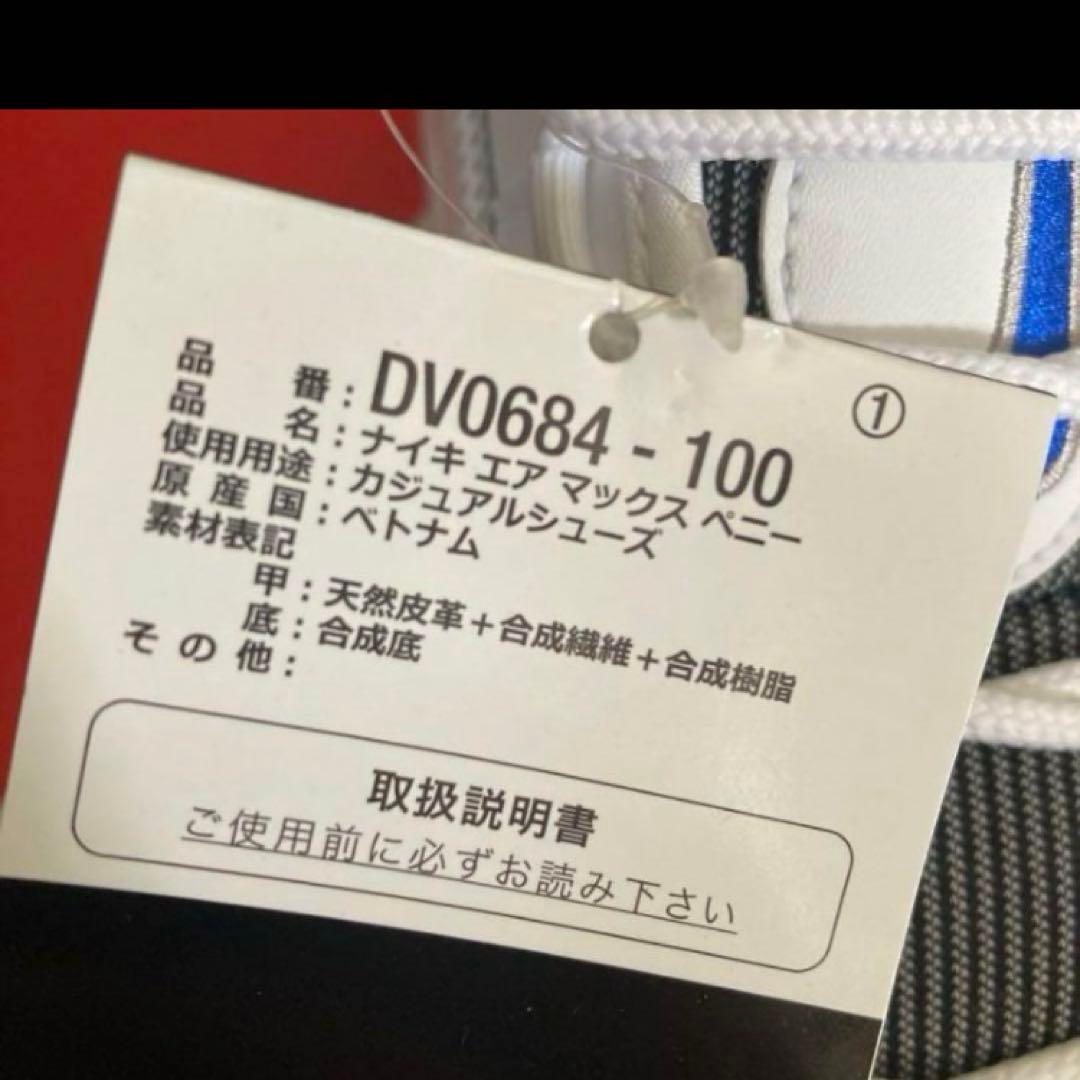 ①
品番：DV0684 - 100
品名：ナイキ エア マックス ペニー
使用用途：カジュアルシューズ
原産国：ベトナム
素材表記
甲：天然皮革＋合成繊維＋合成樹脂
底：合成底
その他：
取扱説明書
ご使用前に必ずお読み下さい